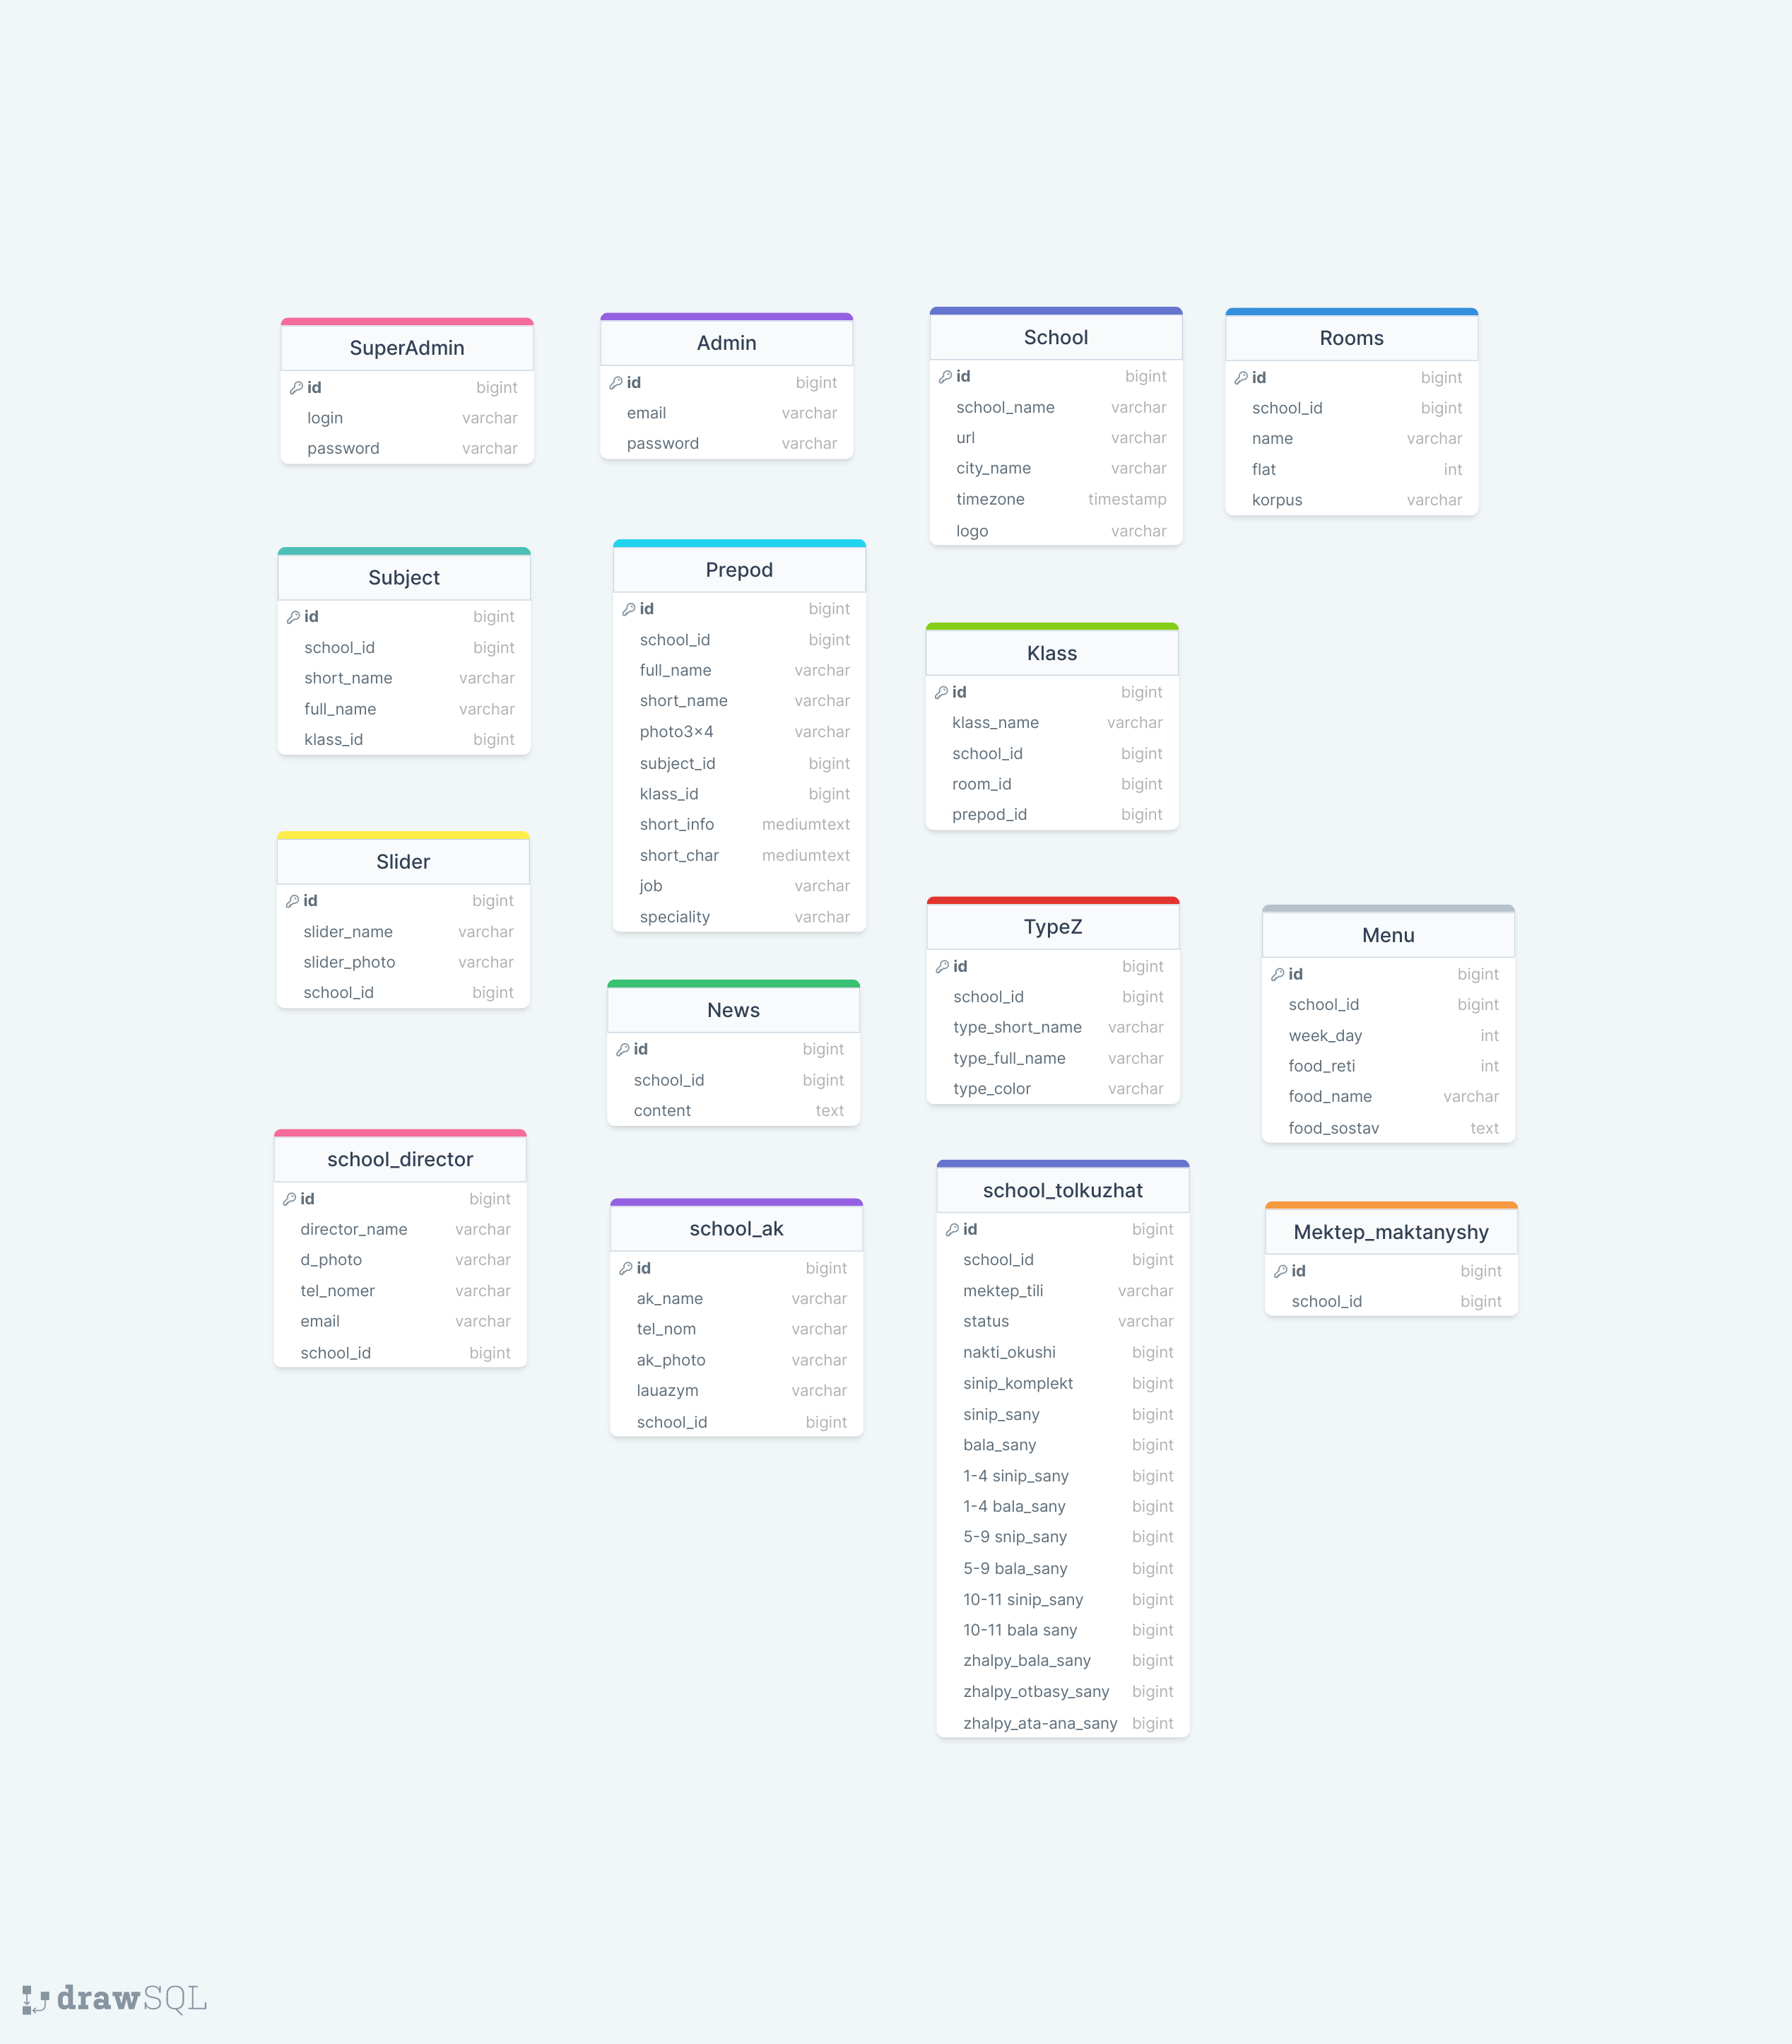 SuperAdmin
id bigint
login varchar
password varchar
Admin
id bigint
email varchar
password varchar
School
id bigint
school_name varchar
url varchar
city_name varchar
timezone timestamp
logo varchar
Rooms
id bigint
school_id bigint
name varchar
flat int
korpus varchar
Subject
id bigint
school_id bigint
short_name varchar
full_name varchar
klass_id bigint
Prepod
id bigint
school_id bigint
full_name varchar
short_name varchar
photo3x4 varchar
subject_id bigint
klass_id bigint
short_info mediumtext
short_char mediumtext
job varchar
speciality varchar
Klass
id bigint
klass_name varchar
school_id bigint
room_id bigint
prepod_id bigint
Slider
id bigint
slider_name varchar
slider_photo varchar
school_id bigint
News
id bigint
school_id bigint
content text
TypeZ
id bigint
school_id bigint
type_short_name varchar
type_full_name varchar
type_color varchar
Menu
id bigint
school_id bigint
week_day int
food_reti int
food_name varchar
food_sostav text
school_director
id bigint
director_name varchar
d_photo varchar
tel_nomer varchar
email varchar
school_id bigint
school_ak
id bigint
ak_name varchar
tel_nom varchar
ak_photo varchar
lauazym varchar
school_id bigint
school_tolkuzhat
id bigint
school_id bigint
mektep_tili varchar
status varchar
nakti_okushi bigint
sinip_komplekt bigint
sinip_sany bigint
bala_sany bigint
1-4 sinip_sany bigint
1-4 bala_sany bigint
5-9 snip_sany bigint
5-9 bala_sany bigint
10-11 sinip_sany bigint
10-11 bala sany bigint
zhalpy_bala_sany bigint
zhalpy_otbasy_sany bigint
zhalpy_ata-ana_sany bigint
Mektep_maktanyshy
id bigint
school_id bigint
drawSQL